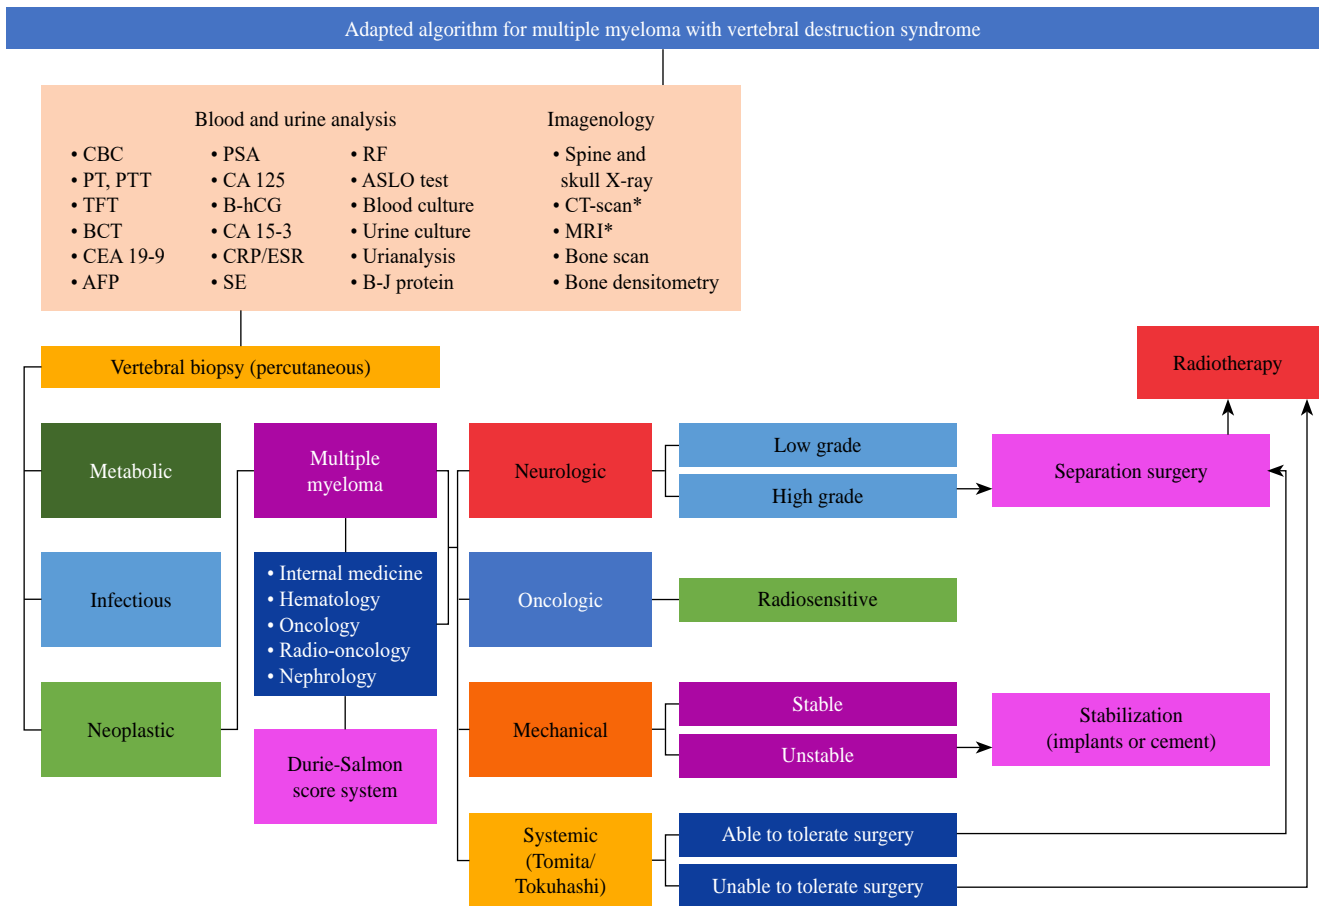 Adapted algorithm for multiple myeloma with vertebral destruction syndrome
Blood and urine analysis
• CBC
• PT, PTT
• TFT
• BCT
• CEA 19-9
• AFP
• PSA
• CA 125
• B-hCG
• CA 15-3
• CRP/ESR
• SE
• RF
• ASLO test
• Blood culture
• Urine culture
• Urianalysis
• B-J protein
Imagenology
• Spine and
skull X-ray
• CT-scan*
• MRI*
• Bone scan
• Bone densitometry
Vertebral biopsy (percutaneous)
Metabolic
Infectious
Neoplastic
Multiple
myeloma
• Internal medicine
• Hematology
• Oncology
• Radio-oncology
• Nephrology
Durie-Salmon
score system
Neurologic
Low grade
High grade
Separation surgery
Radiotherapy
Oncologic
Radiosensitive
Mechanical
Stable
Unstable
Stabilization
(implants or cement)
Systemic
(Tomita/
Tokuhashi)
Able to tolerate surgery
Unable to tolerate surgery